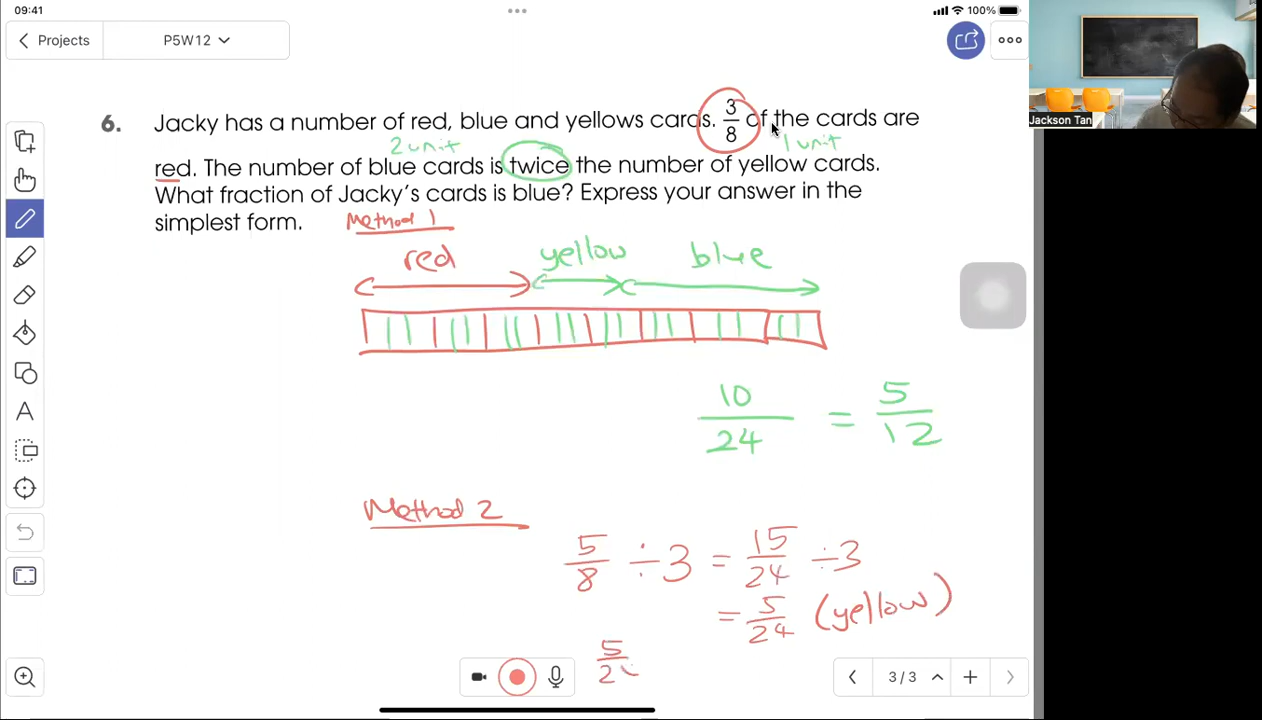 09:41
100%
Projects
P5W12
Jackson Tan
6. Jacky has a number of red, blue and yellows cards. 3/8 of the cards are
2 unit 1 unit
red. The number of blue cards is twice the number of yellow cards.
What fraction of Jacky's cards is blue? Express your answer in the
simplest form. Method 1
red yellow blue
10/24 = 5/12
Method 2
5/8 ÷ 3 = 15/24 ÷ 3
= 5/24 (yellow)
5/2
A
3 / 3